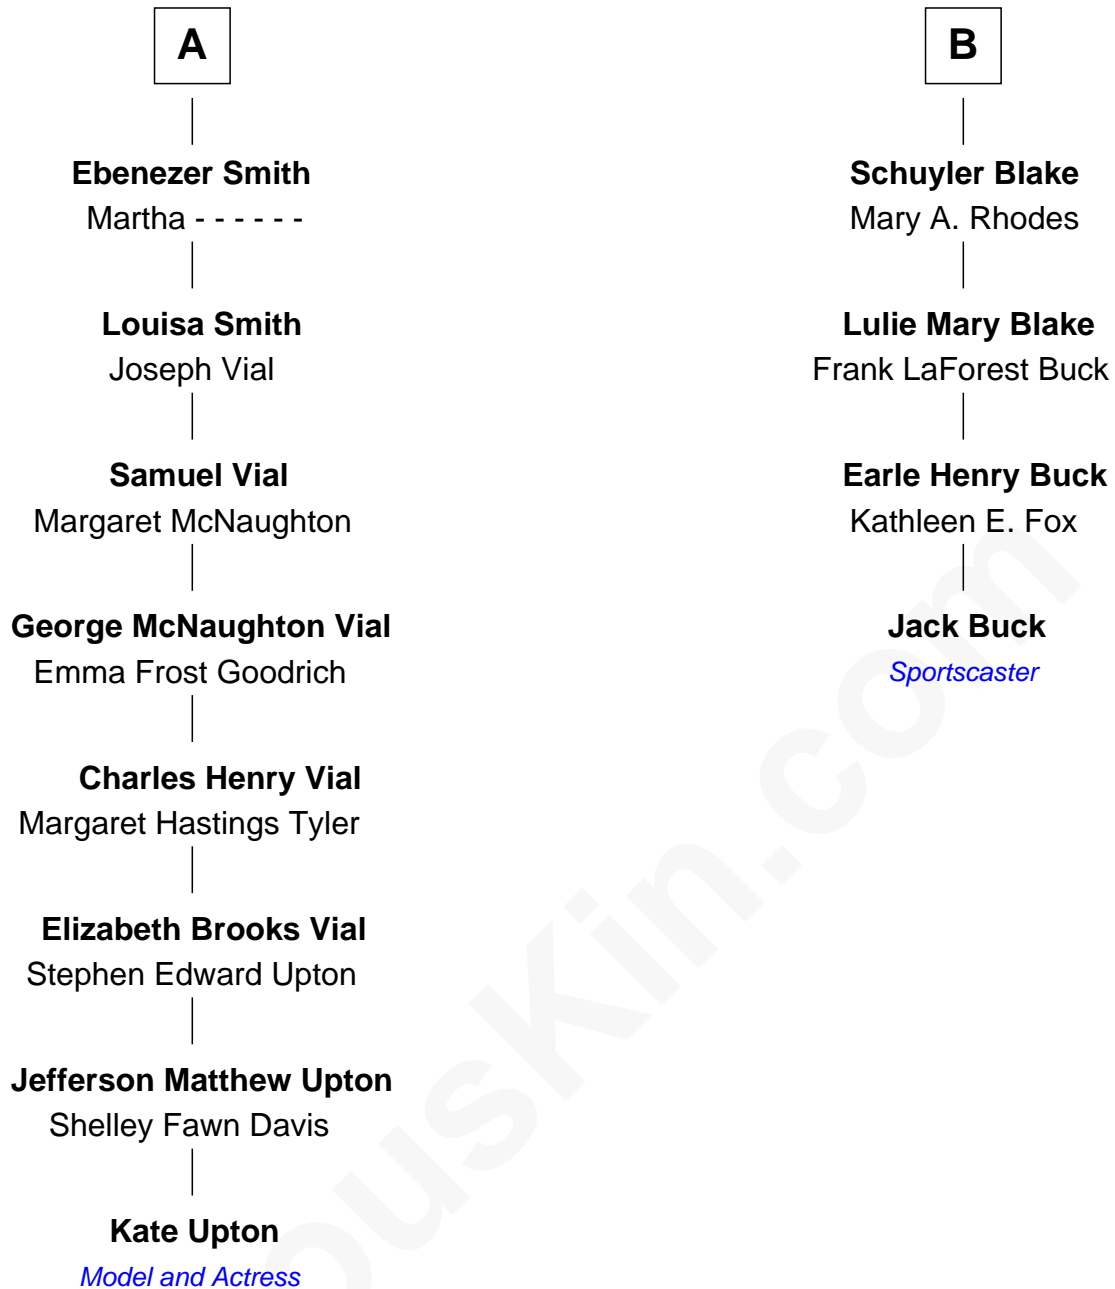 A
Ebenezer Smith
Martha - - - - - -
Louisa Smith
Joseph Vial
Samuel Vial
Margaret McNaughton
George McNaughton Vial
Emma Frost Goodrich
Charles Henry Vial
Margaret Hastings Tyler
Elizabeth Brooks Vial
Stephen Edward Upton
Jefferson Matthew Upton
Shelley Fawn Davis
Kate Upton
Model and Actress
B
Schuyler Blake
Mary A. Rhodes
Lulie Mary Blake
Frank LaForest Buck
Earle Henry Buck
Kathleen E. Fox
Jack Buck
Sportscaster
ousKin.com